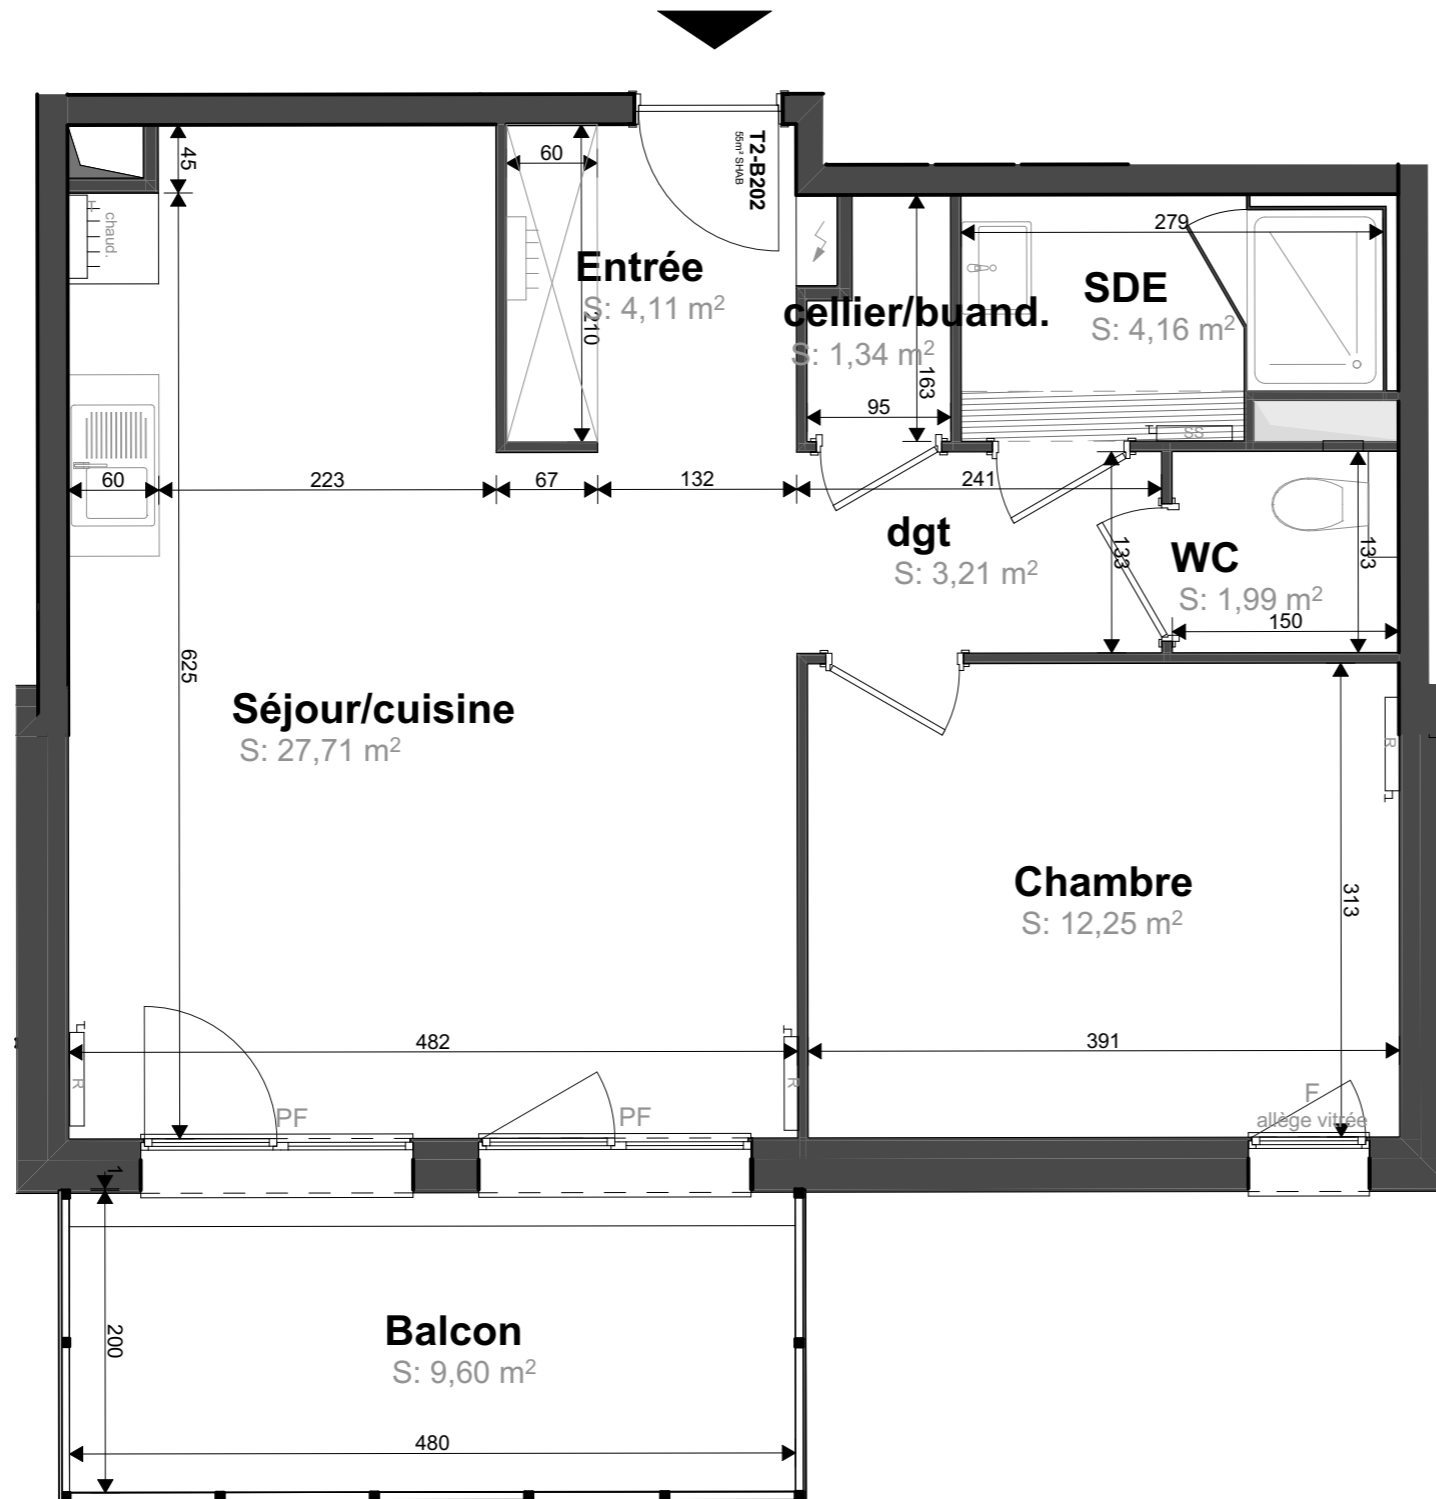 T2-B202
55m² SHAB
45
60
chaud.
279
Entrée
S: 4,11 m²
210
SDE
S: 4,16 m²
cellier/buand.
S: 1,34 m²
163
95
SS
60
223
67
132
241
dgt
S: 3,21 m²
133
WC
S: 1,99 m²
133
150
625
Séjour/cuisine
S: 27,71 m²
R
Chambre
S: 12,25 m²
313
482
391
R
R
PF
PF
F
allège vitrée
1
200
Balcon
S: 9,60 m²
480